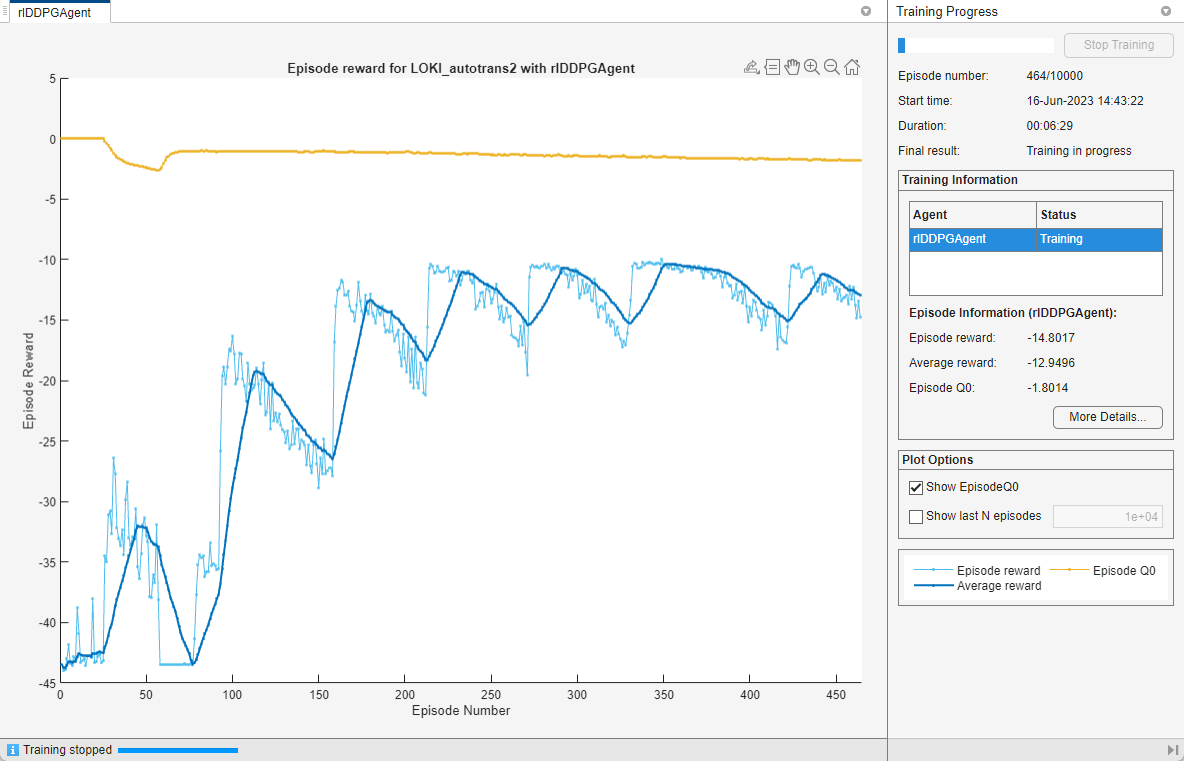 rlDDPGAgent
Episode reward for LOKI_autotrans2 with rlDDPGAgent
5
0
-5
-10
-15
-20
-25
-30
-35
-40
-45
Episode Reward
0
50
100
150
200
250
300
350
400
450
Episode Number
Training stopped
Training Progress
Stop Training
Episode number: 464/10000
Start time: 16-Jun-2023 14:43:22
Duration: 00:06:29
Final result: Training in progress
Training Information
Agent Status
rlDDPGAgent Training
Episode Information (rlDDPGAgent):
Episode reward: -14.8017
Average reward: -12.9496
Episode Q0: -1.8014
More Details...
Plot Options
Show EpisodeQ0
Show last N episodes 1e+04
Episode reward Episode Q0
Average reward